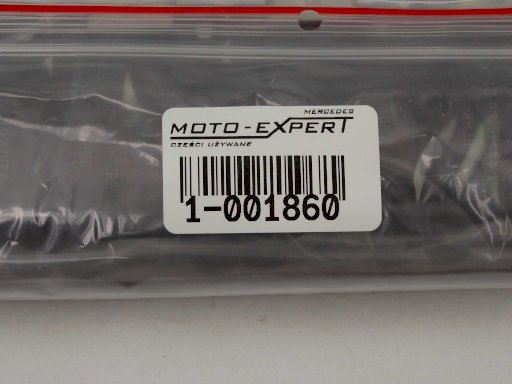 MERCEDES
MOTO-EXPERT
CZĘŚCI UŻYWANE
1-001860